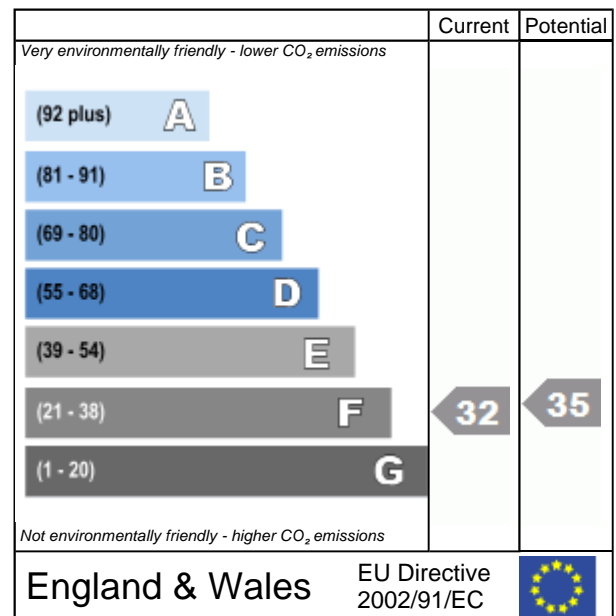 Current Potential
Very environmentally friendly - lower CO₂ emissions
(92 plus) A
(81 - 91) B
(69 - 80) C
(55 - 68) D
(39 - 54) E
(21 - 38) F 32 35
(1 - 20) G
Not environmentally friendly - higher CO₂ emissions
England & Wales
EU Directive
2002/91/EC